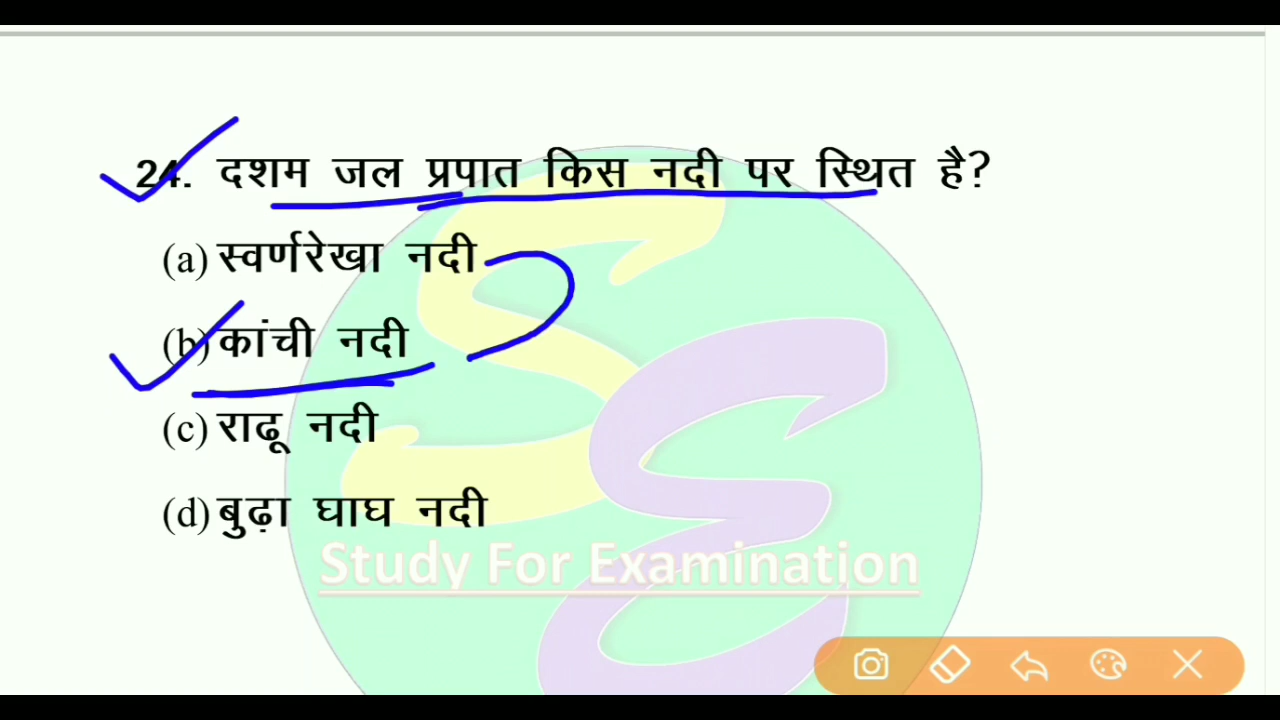 24. दशम जल प्रपात किस नदी पर स्थित है?
(a) स्वर्णरेखा नदी
(b) कांची नदी
(c) राढू नदी
(d) बुढ़ा घाघ नदी
Study For Examination